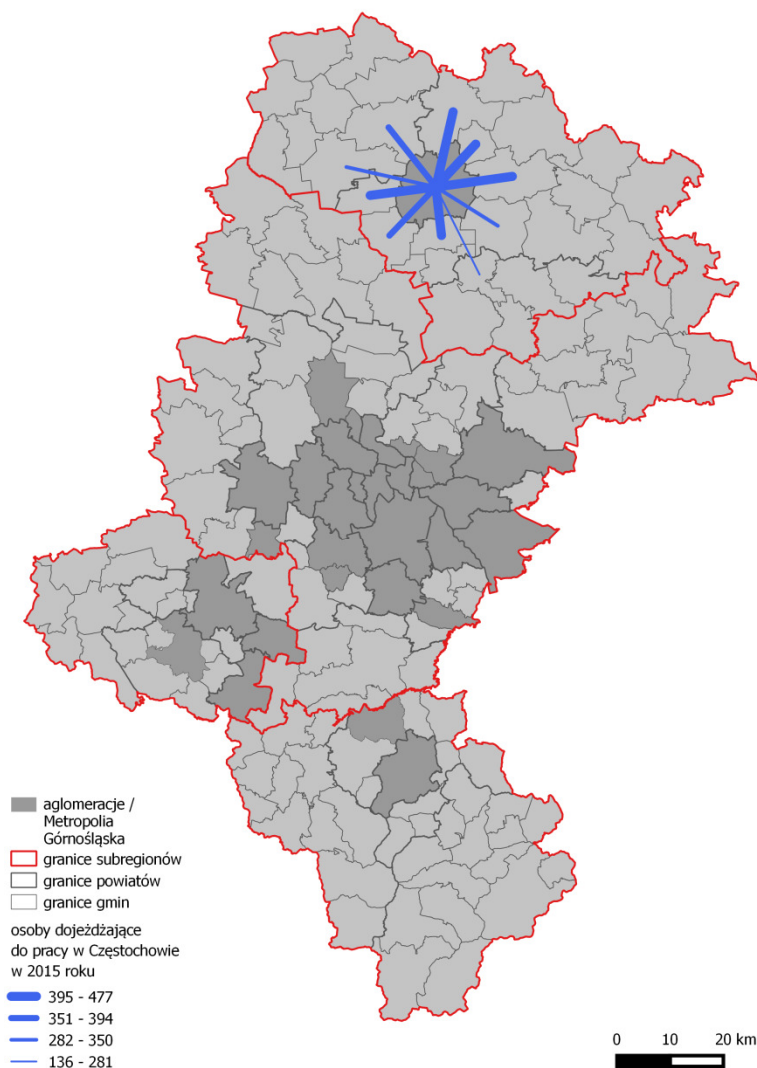 aglomeracje /
Metropolia
Górnośląska
granice subregionów
granice powiatów
granice gmin
osoby dojeżdżające
do pracy w Częstochowie
w 2015 roku
395 - 477
351 - 394
282 - 350
136 - 281
0 10 20 km